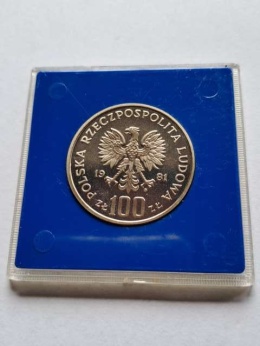 POLSKA RZECZPOSPOLITA LUDOWA
19 81
zł 100 zł